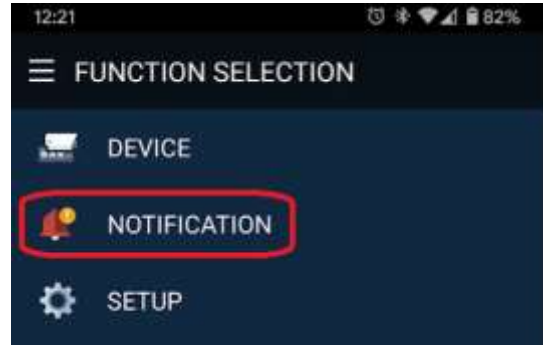 12:21 82%
FUNCTION SELECTION
DEVICE
NOTIFICATION
SETUP